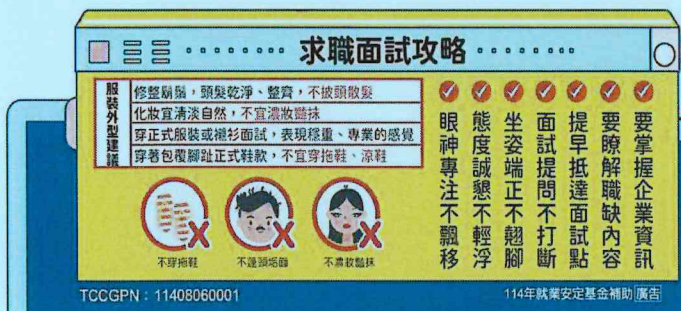 求職面試攻略
服裝外型建議
修整鬍鬚，頭髮乾淨、整齊，不披頭散髮
化妝宜清淡自然，不宜濃妝豔抹
穿正式服裝或襯衫面試，表現穩重、專業的感覺
穿著包覆腳趾正式鞋款，不宜穿拖鞋、涼鞋
要掌握企業資訊
要瞭解職缺內容
提早抵達面試點
面試提問不打斷
坐姿端正不翹腳
態度誠懇不輕浮
眼神專注不飄移
不穿拖鞋
不蓬頭垢面
不濃妝豔抹
TCCGPN：11408060001
114年就業安定基金補助 廣告